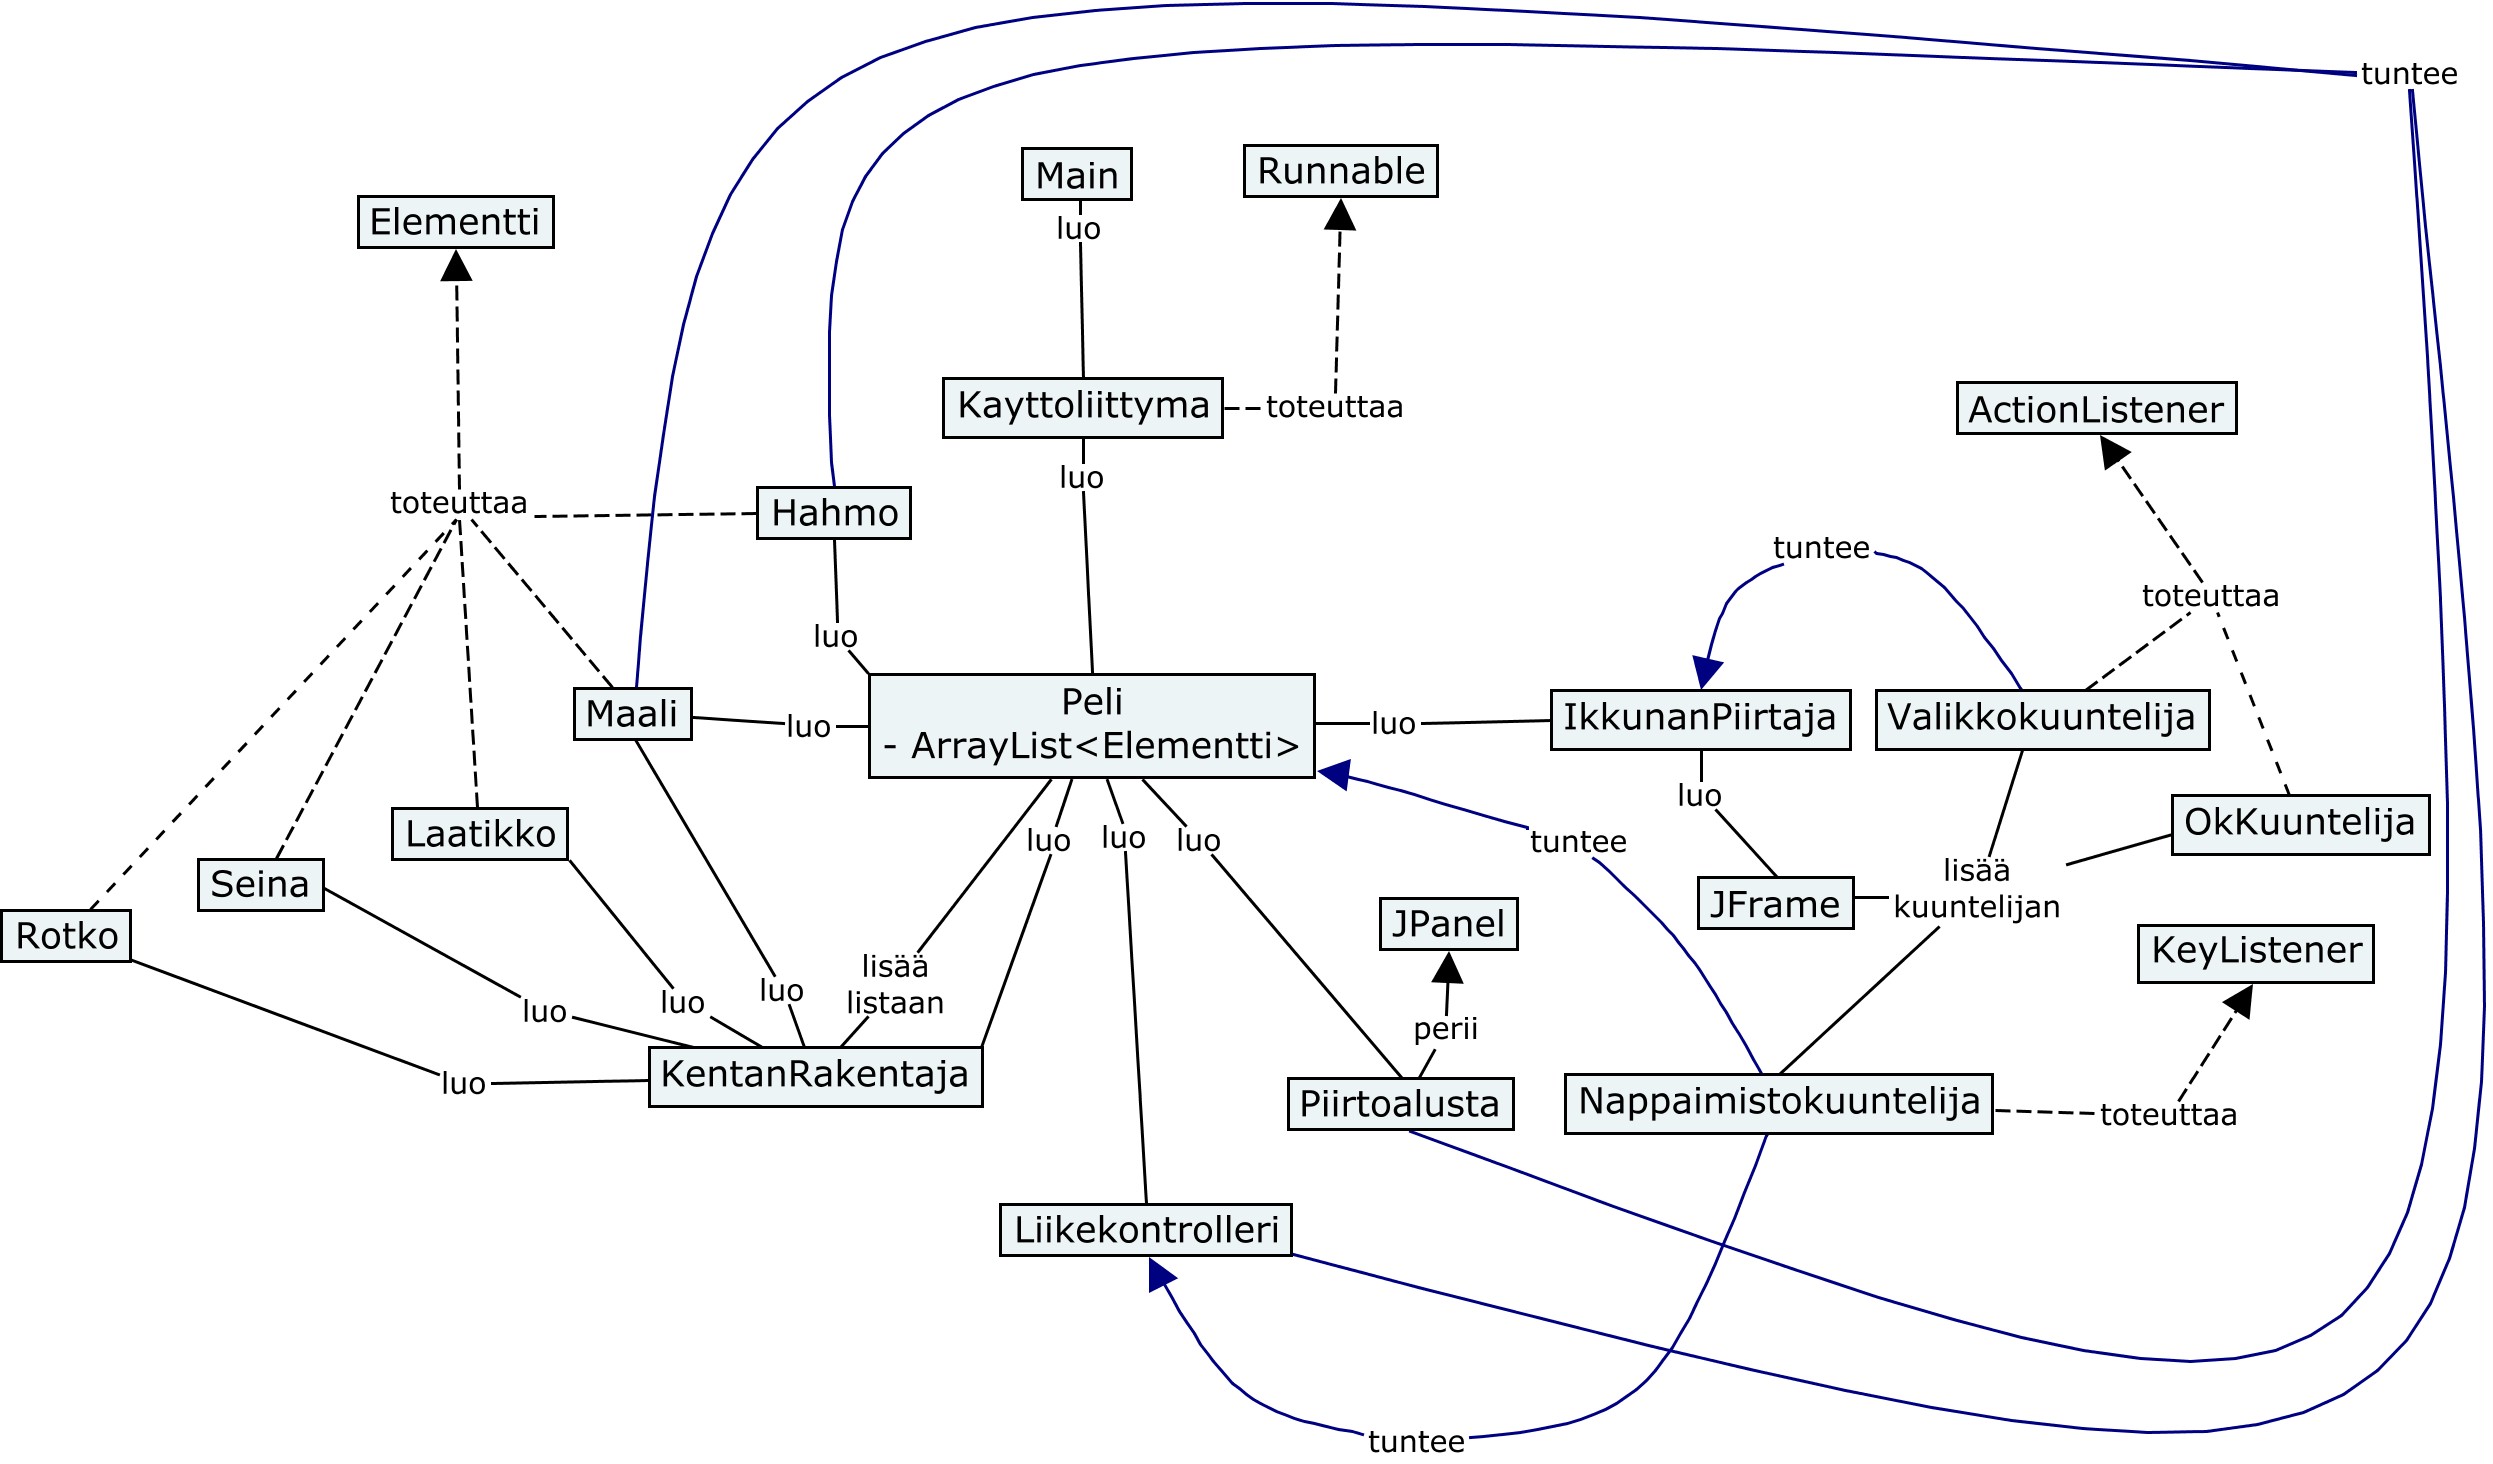 tuntee
Main
Runnable
Elementti
luo
Kayttoliittyma
toteuttaa
ActionListener
luo
toteuttaa
Hahmo
tuntee
toteuttaa
luo
Maali
luo
Peli
- ArrayList<Elementti>
luo
IkkunanPiirtaja
Valikkokuuntelija
luo
Laatikko
luo
luo
luo
tuntee
OkKuuntelija
Seina
JFrame
lisää
kuuntelijan
Rotko
JPanel
KeyListener
lisää
listaan
luo
luo
luo
perii
luo
KentanRakentaja
Piirtoalusta
Nappaimistokuuntelija
toteuttaa
Liikekontrolleri
tuntee